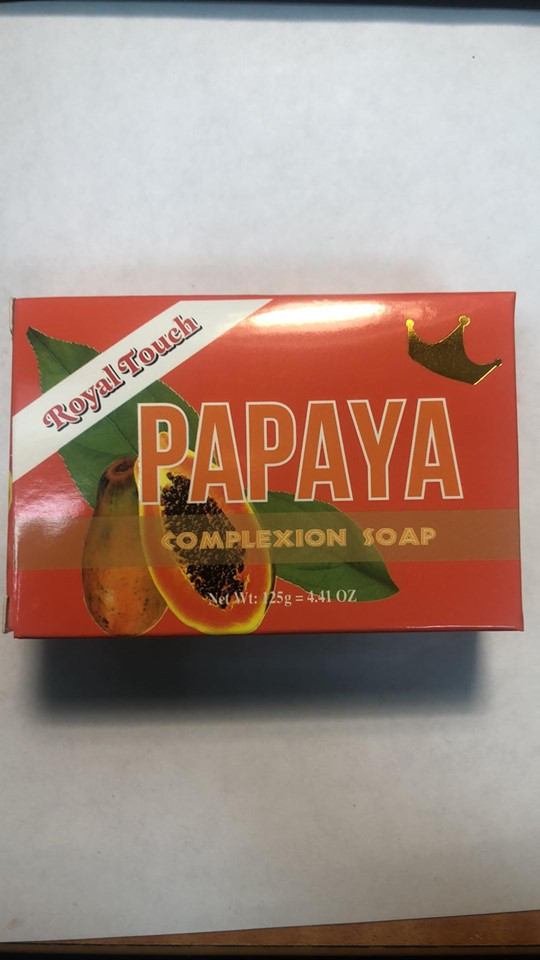 Royal Touch
PAPAYA
COMPLEXION SOAP
Net Wt: 125g = 4.41 OZ